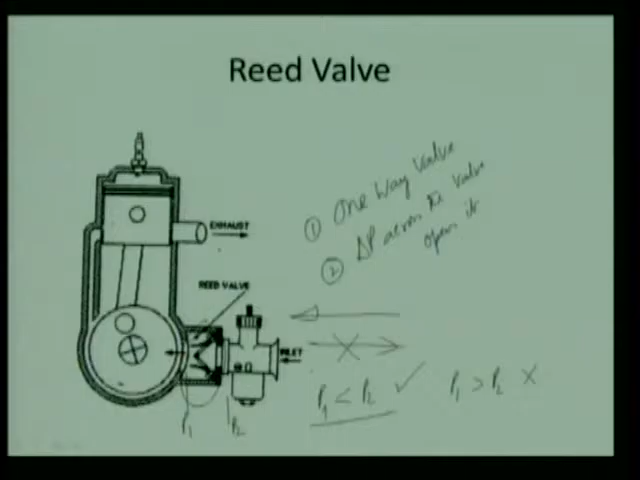 Reed Valve
① One Way Valve
② ΔP across the valve
open it
EXHAUST
REED VALVE
INLET
P1 < P2 ✓
P1 > P2 X
P1
P2